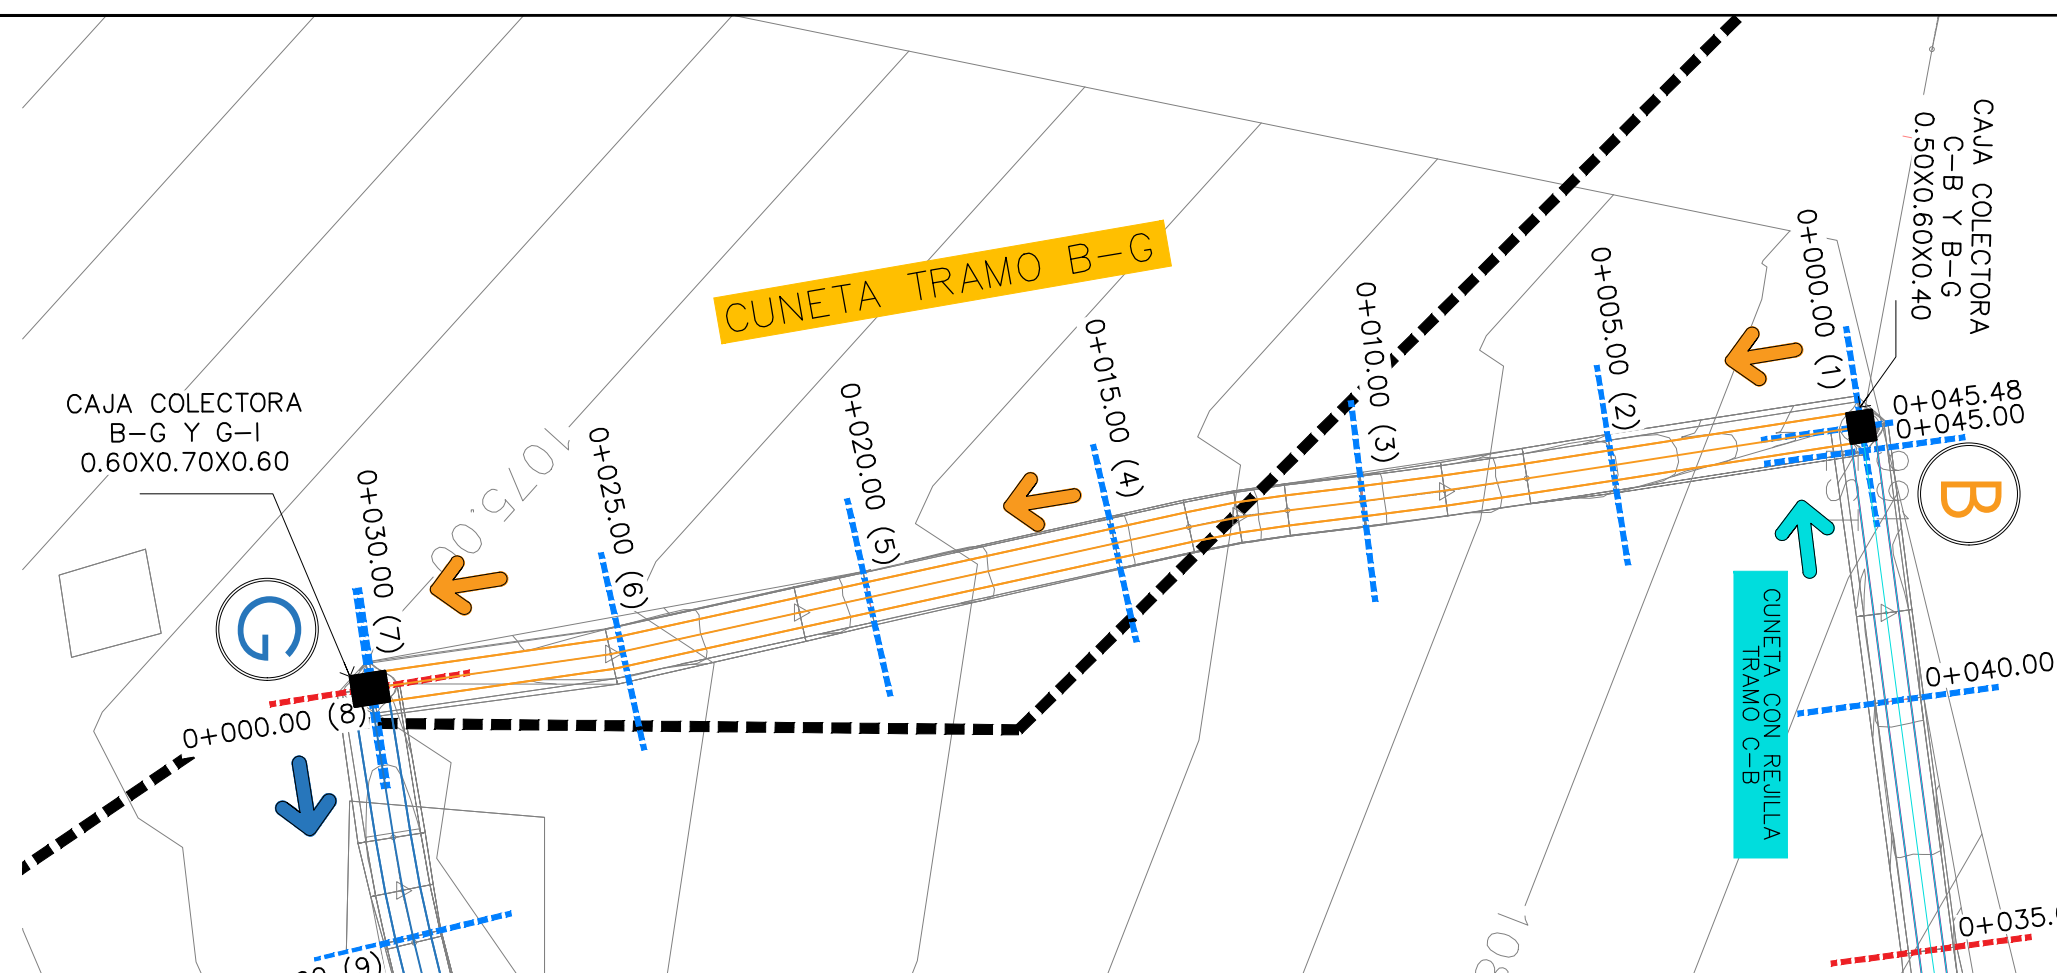 CAJA COLECTORA
C-B Y B-G
0.50X0.60X0.40
0+000.00 (1)
0+005.00 (2)
0+010.00 (3)
0+015.00 (4)
0+020.00 (5)
0+025.00 (6)
0+030.00 (7)
CUNETA TRAMO B-G
0+045.48
0+045.00
B
CAJA COLECTORA
B-G Y G-I
0.60X0.70X0.60
G
0+000.00 (8)
CUNETA CON REJILLA
TRAMO C-B
0+040.00
0+035.
(9)